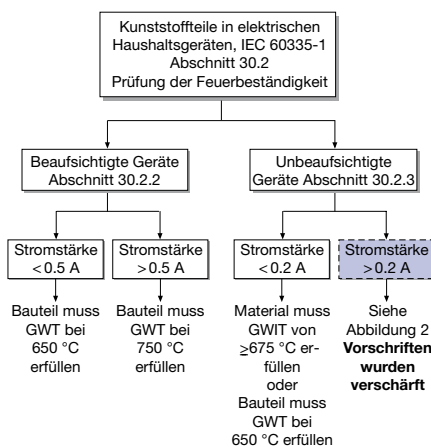 Kunststoffteile in elektrischen
Haushaltsgeräten, IEC 60335-1
Abschnitt 30.2
Prüfung der Feuerbeständigkeit
Beaufsichtigte Geräte
Abschnitt 30.2.2
Unbeaufsichtigte
Geräte Abschnitt 30.2.3
Stromstärke
<0.5 A
Stromstärke
>0.5 A
Stromstärke
<0.2 A
Stromstärke
>0.2 A
Bauteil muss
GWT bei
650 °C
erfüllen
Bauteil muss
GWT bei
750 °C
erfüllen
Material muss
GWIT von
≥675 °C er-
füllen
oder
Bauteil muss
GWT bei
650 °C erfüllen
Siehe
Abbildung 2
Vorschriften
wurden
verschärft